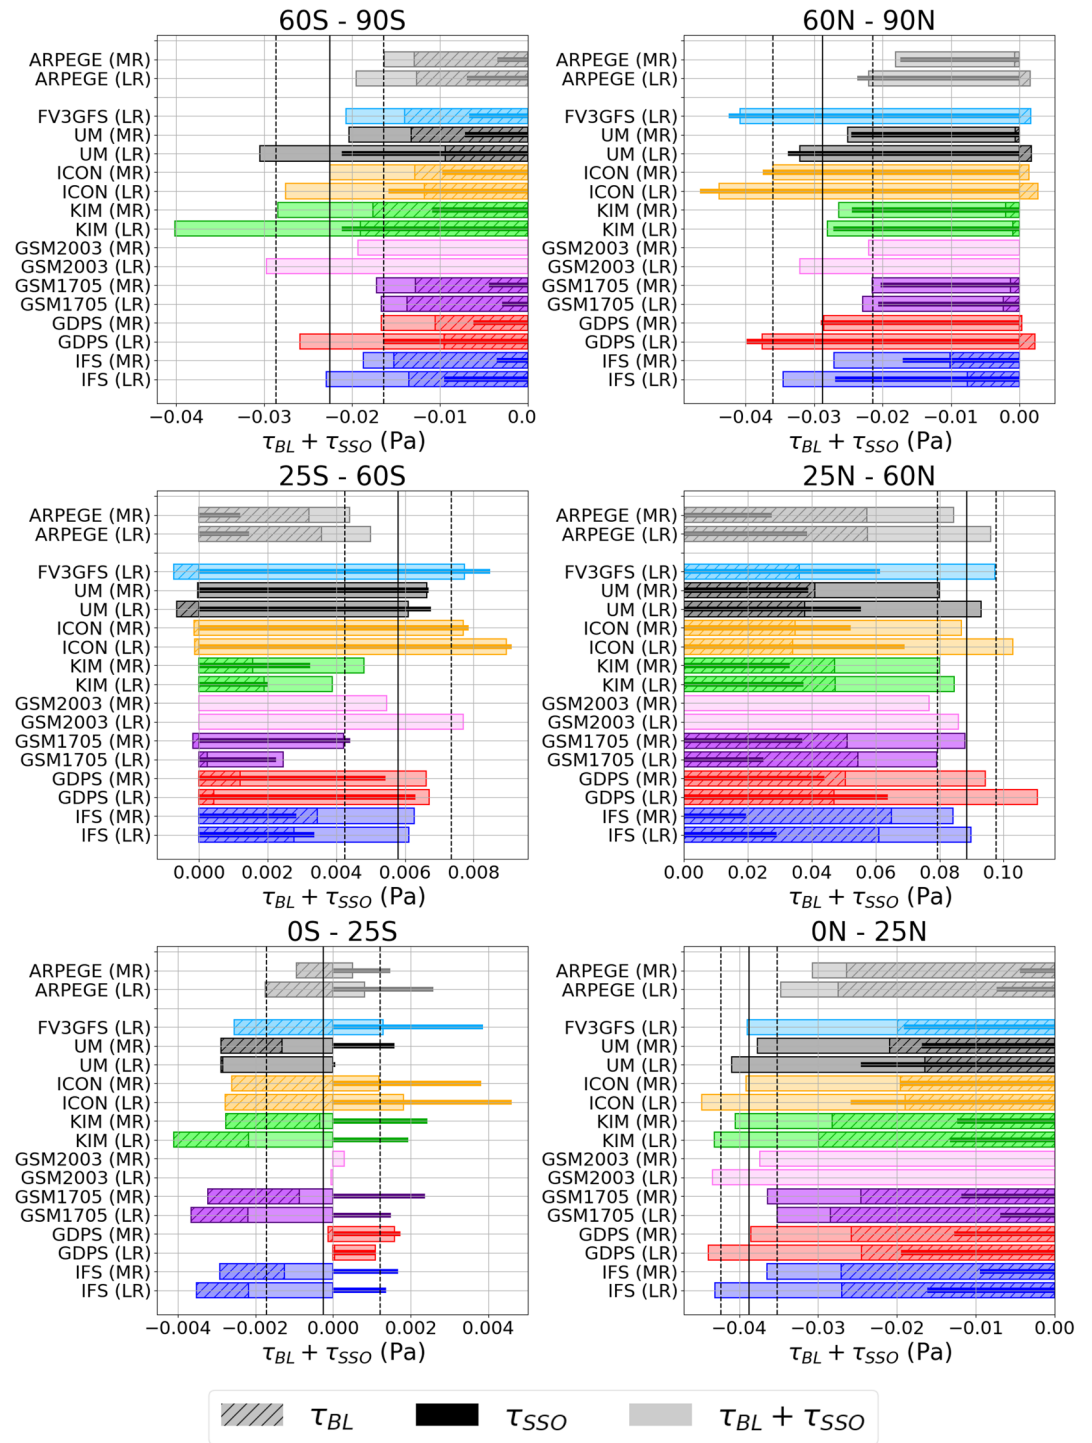 60S - 90S
ARPEGE (MR)
ARPEGE (LR)
FV3GFS (LR)
UM (MR)
UM (LR)
ICON (MR)
ICON (LR)
KIM (MR)
KIM (LR)
GSM2003 (MR)
GSM2003 (LR)
GSM1705 (MR)
GSM1705 (LR)
GDPS (MR)
GDPS (LR)
IFS (MR)
IFS (LR)
−0.04 −0.03 −0.02 −0.01 0.0
τBL + τSSO (Pa)
60N - 90N
ARPEGE (MR)
ARPEGE (LR)
FV3GFS (LR)
UM (MR)
UM (LR)
ICON (MR)
ICON (LR)
KIM (MR)
KIM (LR)
GSM2003 (MR)
GSM2003 (LR)
GSM1705 (MR)
GSM1705 (LR)
GDPS (MR)
GDPS (LR)
IFS (MR)
IFS (LR)
−0.04 −0.03 −0.02 −0.01 0.00
τBL + τSSO (Pa)
25S - 60S
ARPEGE (MR)
ARPEGE (LR)
FV3GFS (LR)
UM (MR)
UM (LR)
ICON (MR)
ICON (LR)
KIM (MR)
KIM (LR)
GSM2003 (MR)
GSM2003 (LR)
GSM1705 (MR)
GSM1705 (LR)
GDPS (MR)
GDPS (LR)
IFS (MR)
IFS (LR)
0.000 0.002 0.004 0.006 0.008
τBL + τSSO (Pa)
25N - 60N
ARPEGE (MR)
ARPEGE (LR)
FV3GFS (LR)
UM (MR)
UM (LR)
ICON (MR)
ICON (LR)
KIM (MR)
KIM (LR)
GSM2003 (MR)
GSM2003 (LR)
GSM1705 (MR)
GSM1705 (LR)
GDPS (MR)
GDPS (LR)
IFS (MR)
IFS (LR)
0.00 0.02 0.04 0.06 0.08 0.10
τBL + τSSO (Pa)
0S - 25S
ARPEGE (MR)
ARPEGE (LR)
FV3GFS (LR)
UM (MR)
UM (LR)
ICON (MR)
ICON (LR)
KIM (MR)
KIM (LR)
GSM2003 (MR)
GSM2003 (LR)
GSM1705 (MR)
GSM1705 (LR)
GDPS (MR)
GDPS (LR)
IFS (MR)
IFS (LR)
−0.004 −0.002 0.000 0.002 0.004
τBL + τSSO (Pa)
0N - 25N
ARPEGE (MR)
ARPEGE (LR)
FV3GFS (LR)
UM (MR)
UM (LR)
ICON (MR)
ICON (LR)
KIM (MR)
KIM (LR)
GSM2003 (MR)
GSM2003 (LR)
GSM1705 (MR)
GSM1705 (LR)
GDPS (MR)
GDPS (LR)
IFS (MR)
IFS (LR)
−0.04 −0.03 −0.02 −0.01 0.00
τBL + τSSO (Pa)
τBL τSSO τBL + τSSO